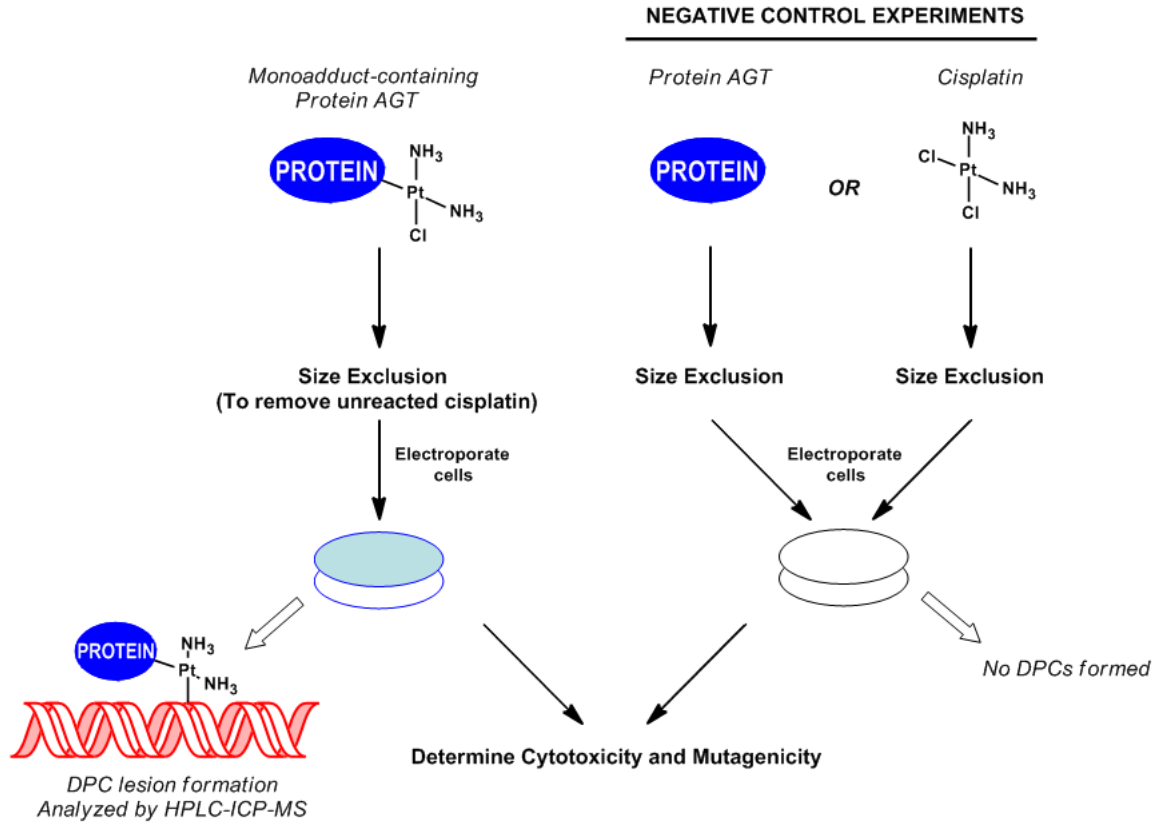 NEGATIVE CONTROL EXPERIMENTS
Monoadduct-containing
Protein AGT
Protein AGT
Cisplatin
PROTEIN
NH3
Pt
NH3
Cl
PROTEIN
OR
NH3
Cl
Pt
NH3
Cl
Size Exclusion
(To remove unreacted cisplatin)
Size Exclusion
Size Exclusion
Electroporate
cells
Electroporate
cells
PROTEIN
NH3
Pt
NH3
No DPCs formed
Determine Cytotoxicity and Mutagenicity
DPC lesion formation
Analyzed by HPLC-ICP-MS